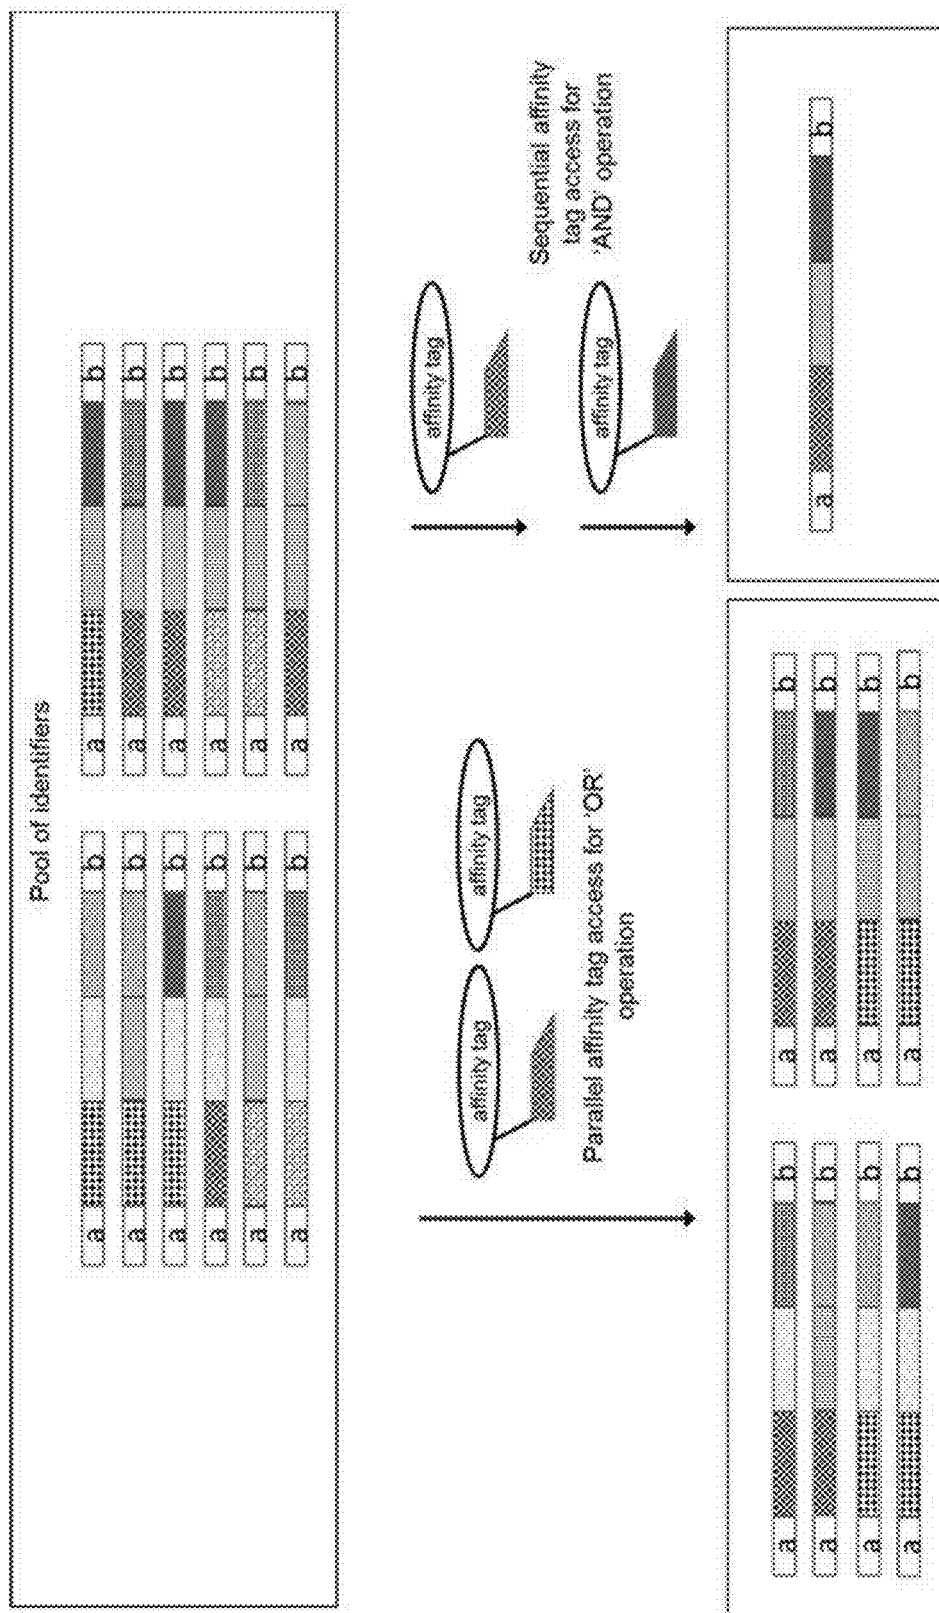 Pool of identifiers
a b a b
a b a b
a b a b
a b a b
a b a b
a b a b
affinity tag affinity tag
Parallel affinity tag access for 'OR'
operation
affinity tag
affinity tag
Sequential affinity
tag access for
'AND' operation
a b a b
a b a b
a b a b
a b a b
a b